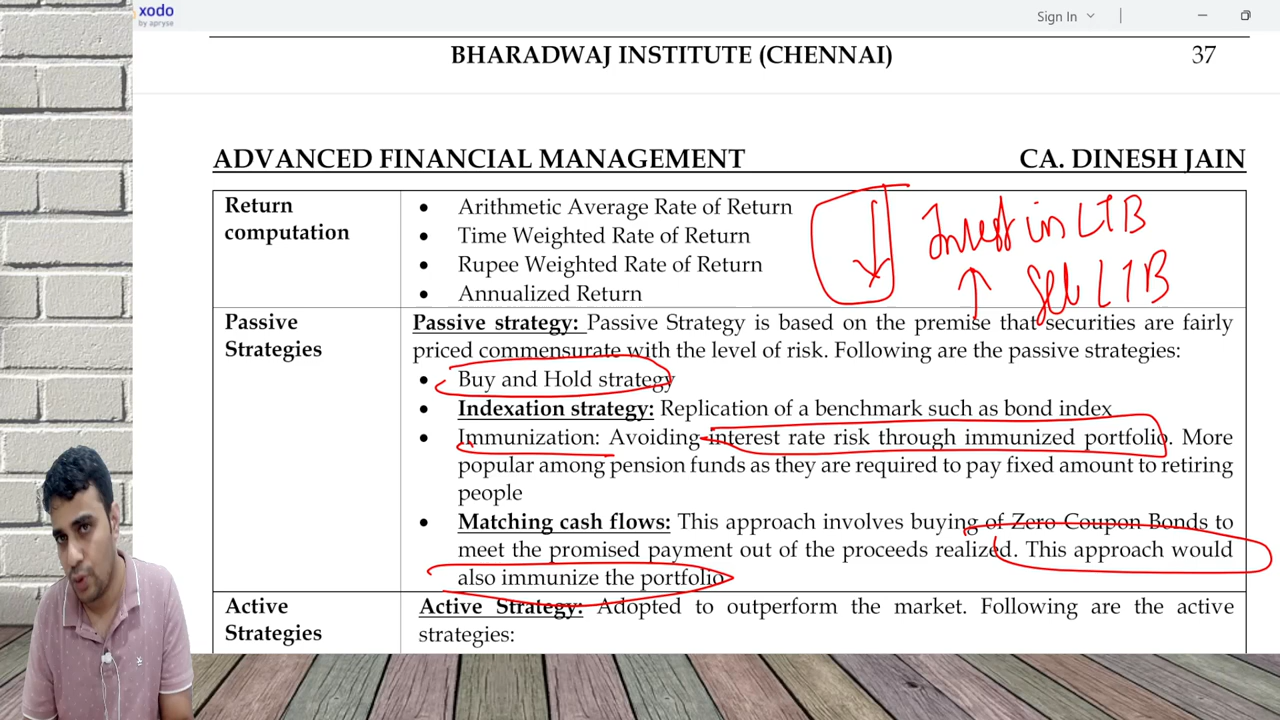 xodo
by apryse
Sign In
BHARADWAJ INSTITUTE (CHENNAI) 37
ADVANCED FINANCIAL MANAGEMENT CA. DINESH JAIN
Return computation
• Arithmetic Average Rate of Return
• Time Weighted Rate of Return
• Rupee Weighted Rate of Return
• Annualized Return
↓ Invest in LTB
↑ Sell LTB
Passive Strategies
Passive strategy: Passive Strategy is based on the premise that securities are fairly
priced commensurate with the level of risk. Following are the passive strategies:
• Buy and Hold strategy
• Indexation strategy: Replication of a benchmark such as bond index
• Immunization: Avoiding interest rate risk through immunized portfolio. More
popular among pension funds as they are required to pay fixed amount to retiring
people
• Matching cash flows: This approach involves buying of Zero Coupon Bonds to
meet the promised payment out of the proceeds realized. This approach would
also immunize the portfolio
Active Strategies
Active Strategy: Adopted to outperform the market. Following are the active
strategies: